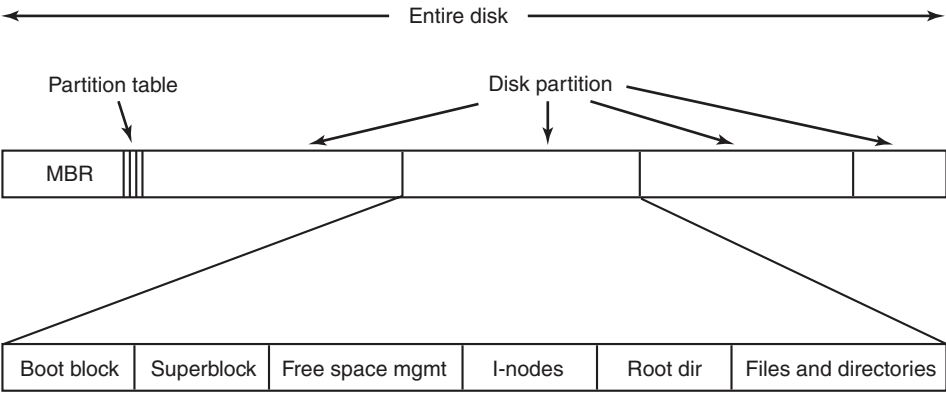 Entire disk
Partition table
Disk partition
MBR
Boot block
Superblock
Free space mgmt
I-nodes
Root dir
Files and directories